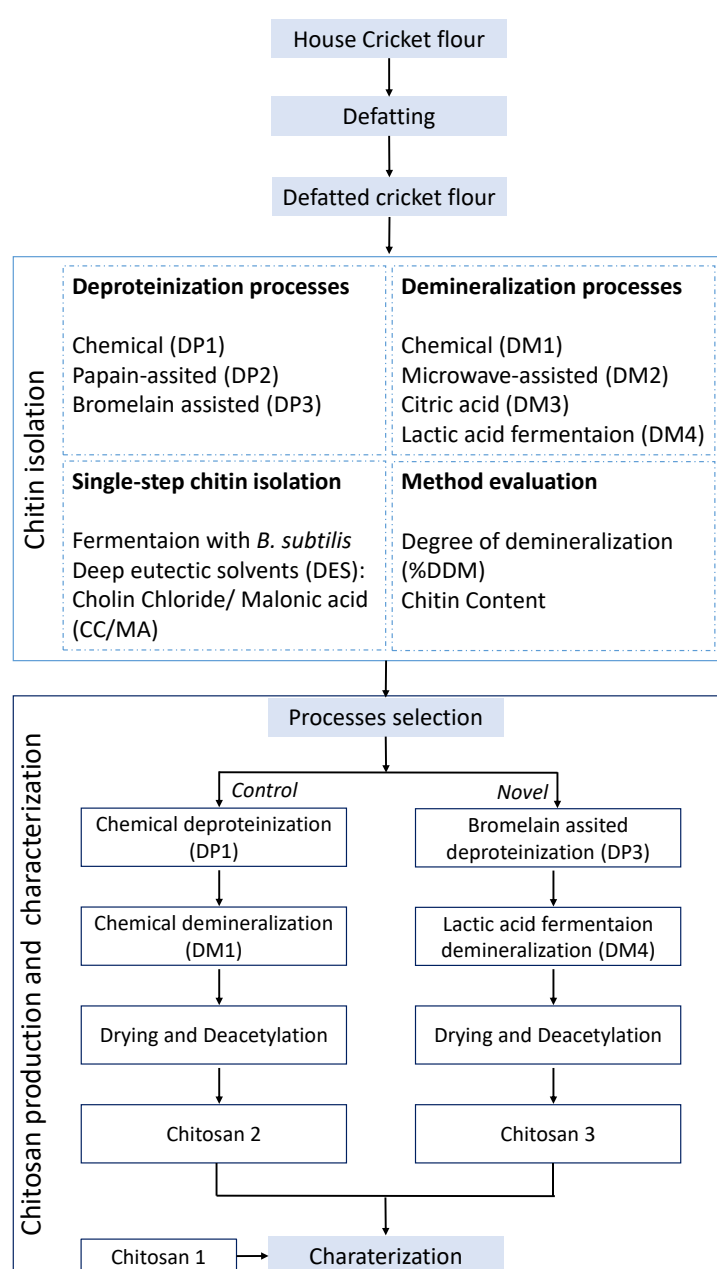 House Cricket flour
Defatting
Defatted cricket flour
Chitin isolation
Deproteinization processes
Chemical (DP1)
Papain-assited (DP2)
Bromelain assisted (DP3)
Demineralization processes
Chemical (DM1)
Microwave-assisted (DM2)
Citric acid (DM3)
Lactic acid fermentaion (DM4)
Single-step chitin isolation
Fermentaion with B. subtilis
Deep eutectic solvents (DES):
Cholin Chloride/ Malonic acid
(CC/MA)
Method evaluation
Degree of demineralization
(%DDM)
Chitin Content
Chitosan production and characterization
Processes selection
Control
Novel
Chemical deproteinization
(DP1)
Bromelain assited
deproteinization (DP3)
Chemical demineralization
(DM1)
Lactic acid fermentaion
demineralization (DM4)
Drying and Deacetylation
Drying and Deacetylation
Chitosan 2
Chitosan 3
Chitosan 1
Charaterization